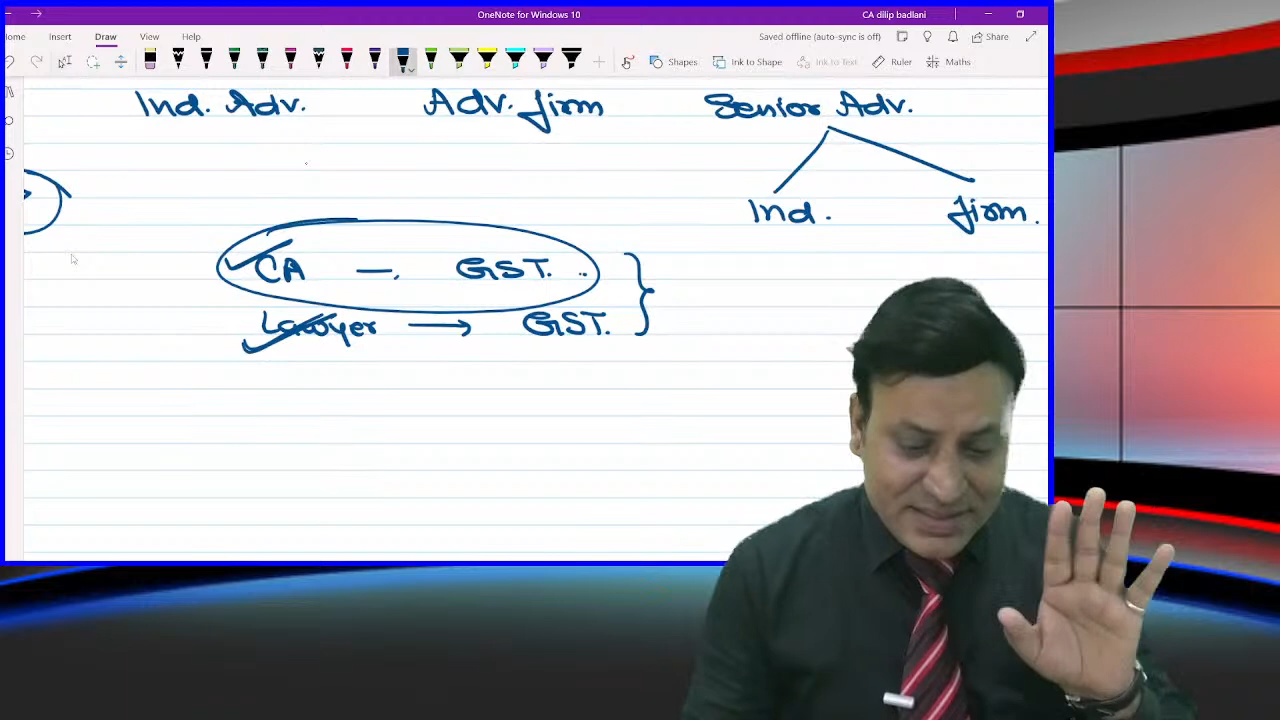 OneNote for Windows 10
CA dilip badlani
Insert Draw View Help
Saved offline (auto-sync is off) Share
Shapes Ink to Shape Ink to Text Ruler Maths
Ind. Adv. Adv. firm Senior Adv.
Ind. firm.
CA — GST.
Lawyer → GST.